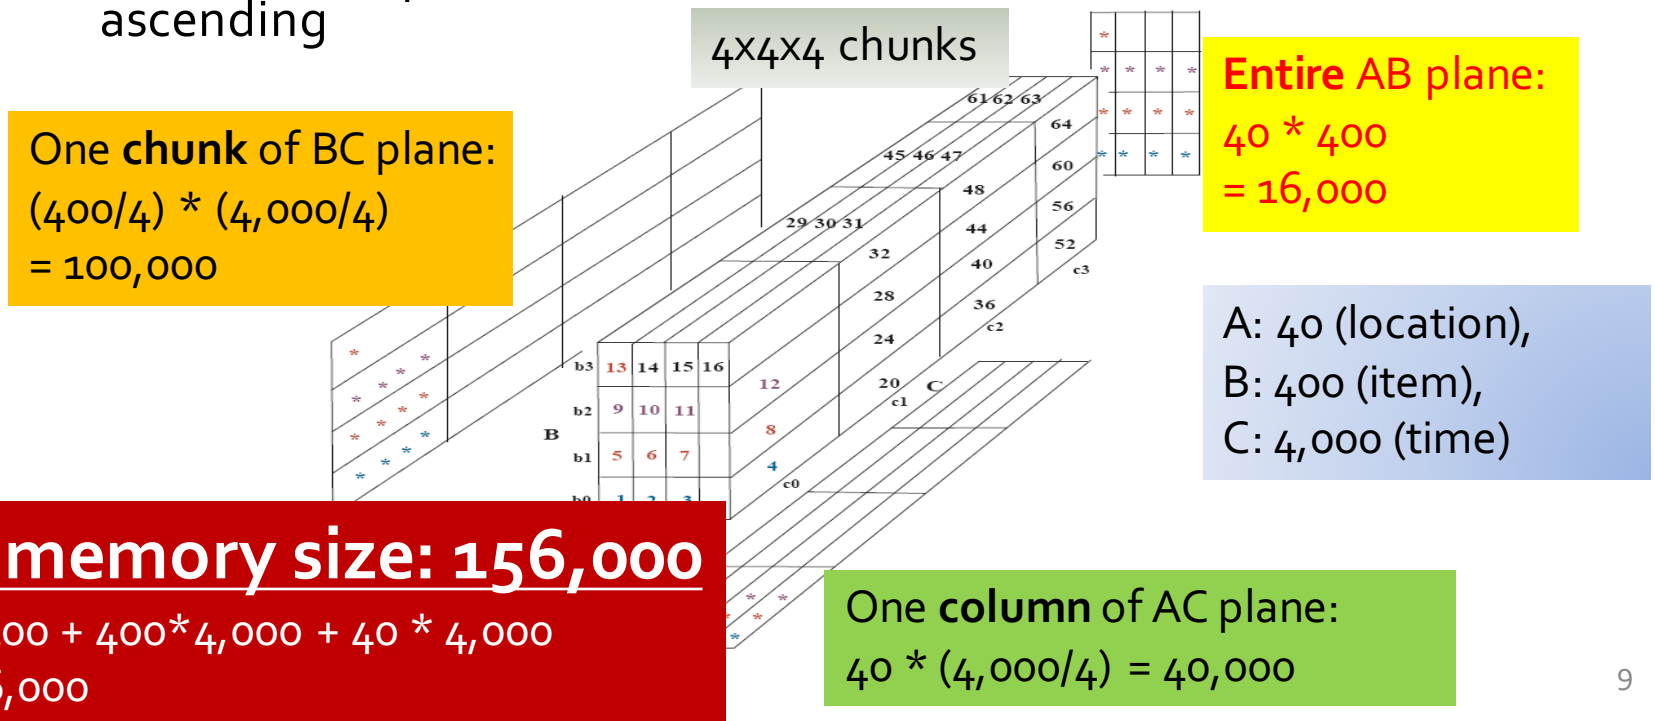 ascending
4x4x4 chunks
Entire AB plane:
40 * 400
= 16,000
One chunk of BC plane:
(400/4) * (4,000/4)
= 100,000
A: 40 (location),
B: 400 (item),
C: 4,000 (time)
61 62 63
64
45 46 47
60
48
56
29 30 31
44
52
32
40
c3
28
36
c2
24
b3 13 14 15 16
12
20 C
c1
b2 9 10 11
B
8
b1 5 6 7
4
c0
b0 1 2 3
memory size: 156,000
00 + 400*4,000 + 40 * 4,000
,000
One column of AC plane:
40 * (4,000/4) = 40,000
9